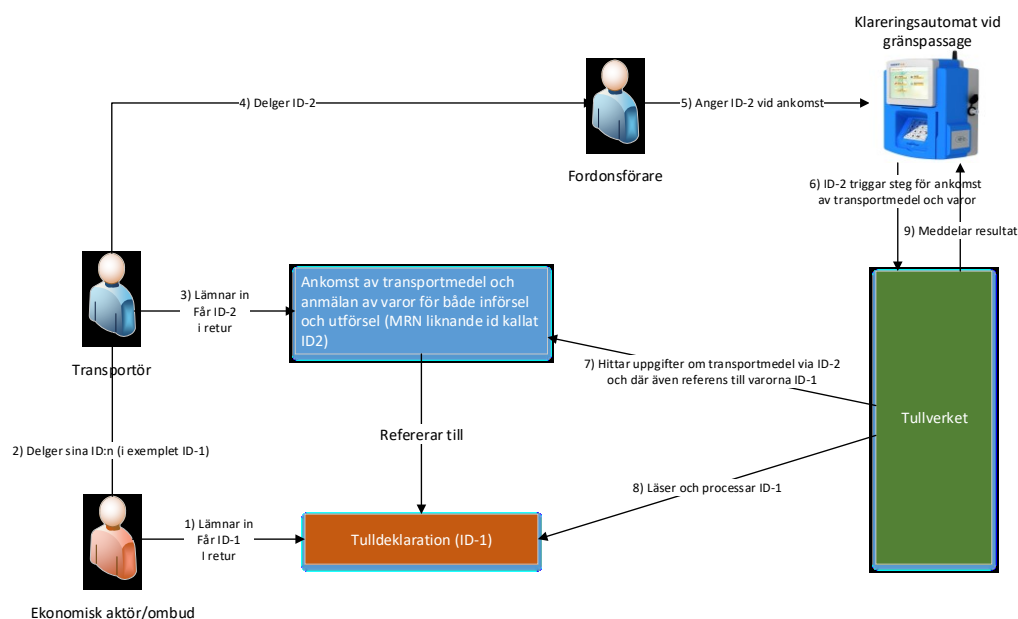 Klareringsautomat vid
gränspassage
4) Delger ID-2
5) Anger ID-2 vid ankomst
Fordonsförare
6) ID-2 triggar steg för ankomst
av transportmedel och varor
9) Meddelar resultat
3) Lämnar in
Får ID-2
i retur
Ankomst av transportmedel och
anmälan av varor för både införsel
och utförsel (MRN liknande id kallat
ID2)
Transportör
7) Hittar uppgifter om transportmedel via ID-2
och där även referens till varorna ID-1
Tullverket
Refererar till
2) Delger sina ID:n (i exemplet ID-1)
8) Läser och processar ID-1
1) Lämnar in
Får ID-1
I retur
Tulldeklaration (ID-1)
Ekonomisk aktör/ombud